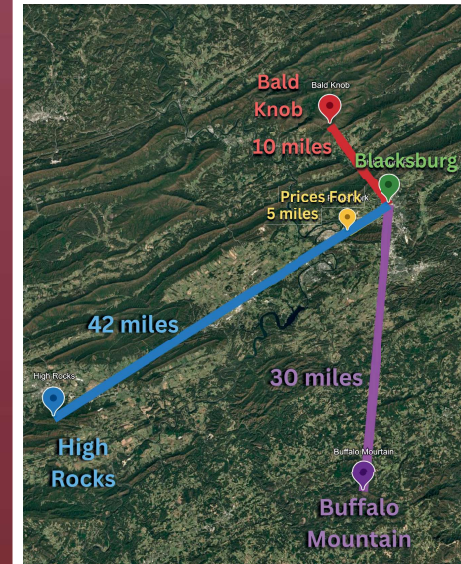 Bald Knob
Bald
Knob
10 miles
Blacksburg
Prices Fork
5 miles
42 miles
High Rocks
30 miles
High
Rocks
Buffalo Mountain
Buffalo
Mountain